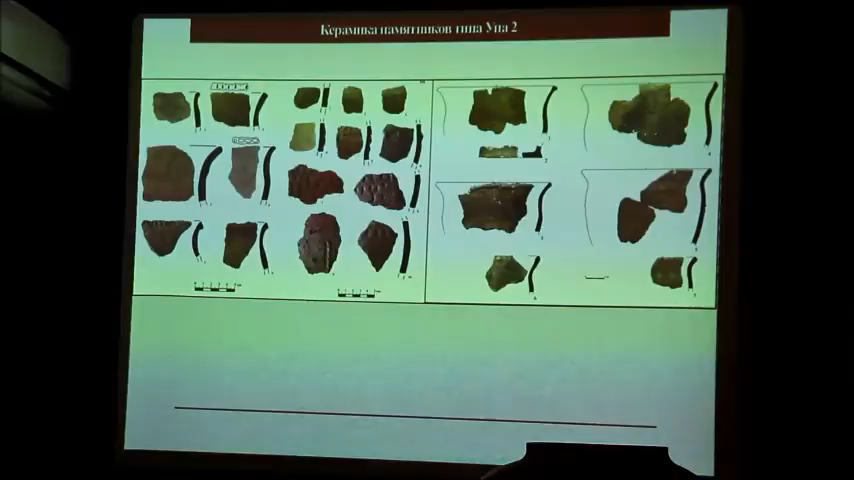 Керамика памятников типа Упа 2